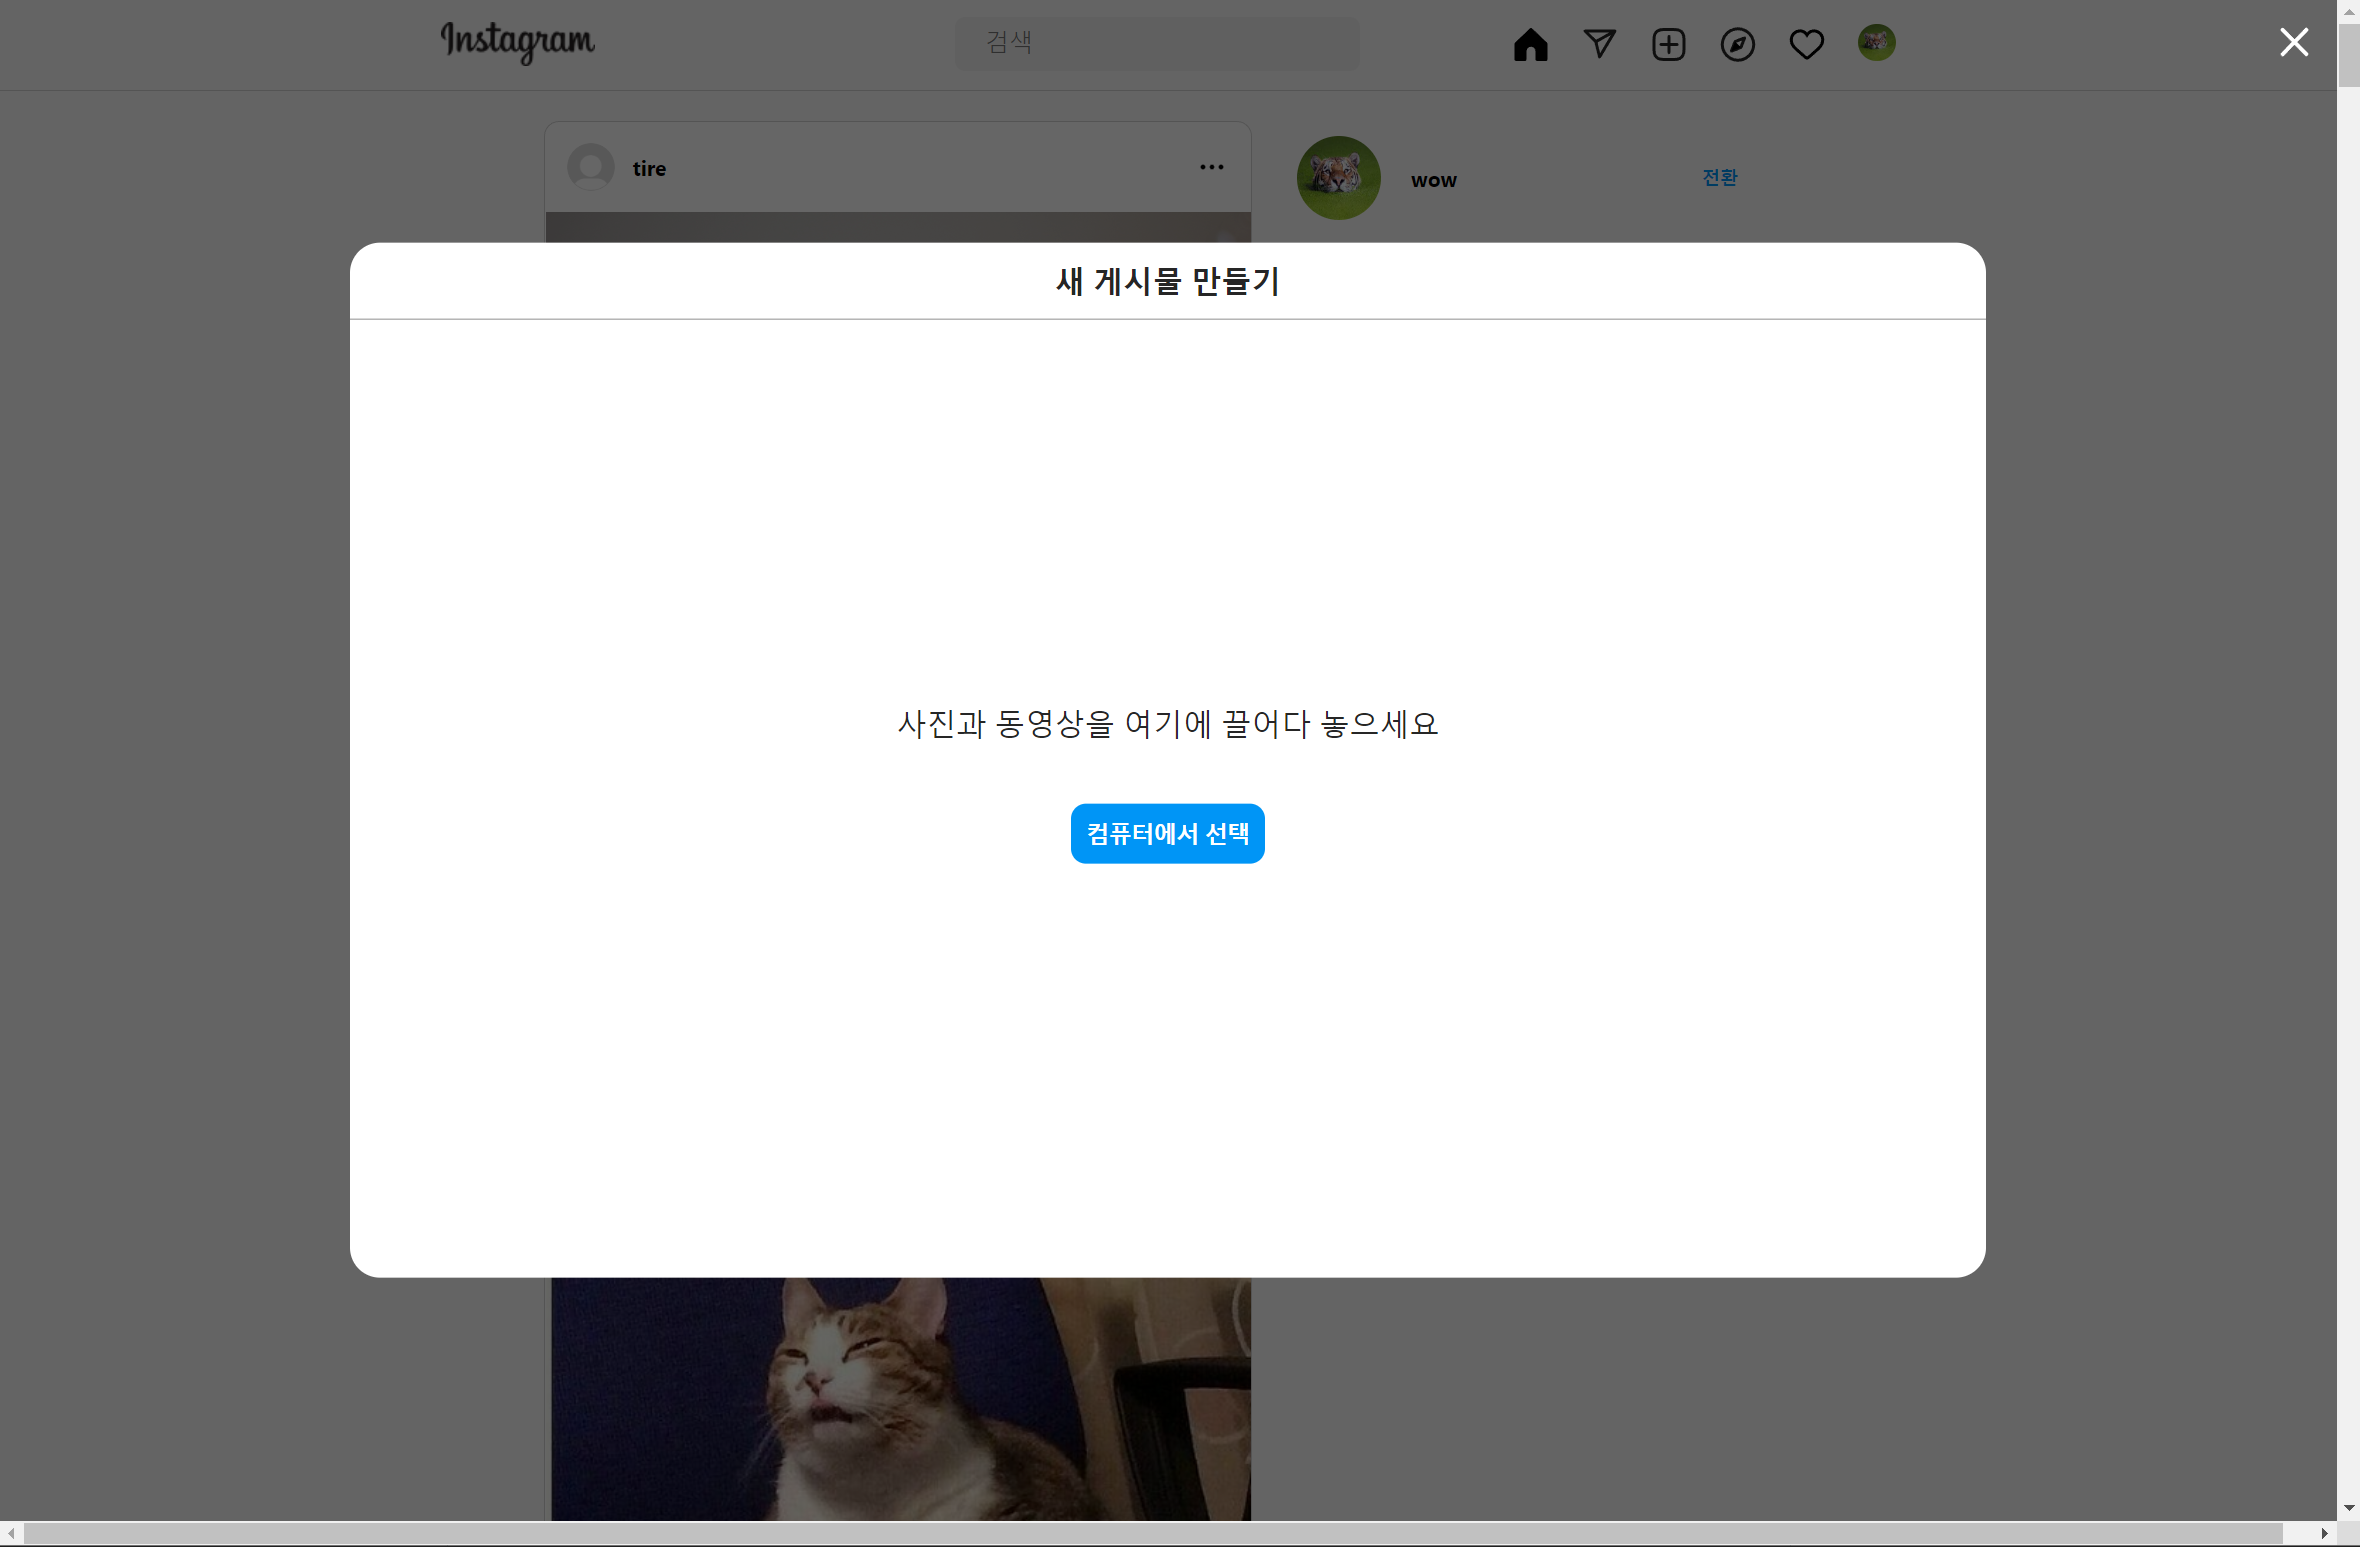 Instagram
검색
tire
wow
전환
새 게시물 만들기
사진과 동영상을 여기에 끌어다 놓으세요
컴퓨터에서 선택